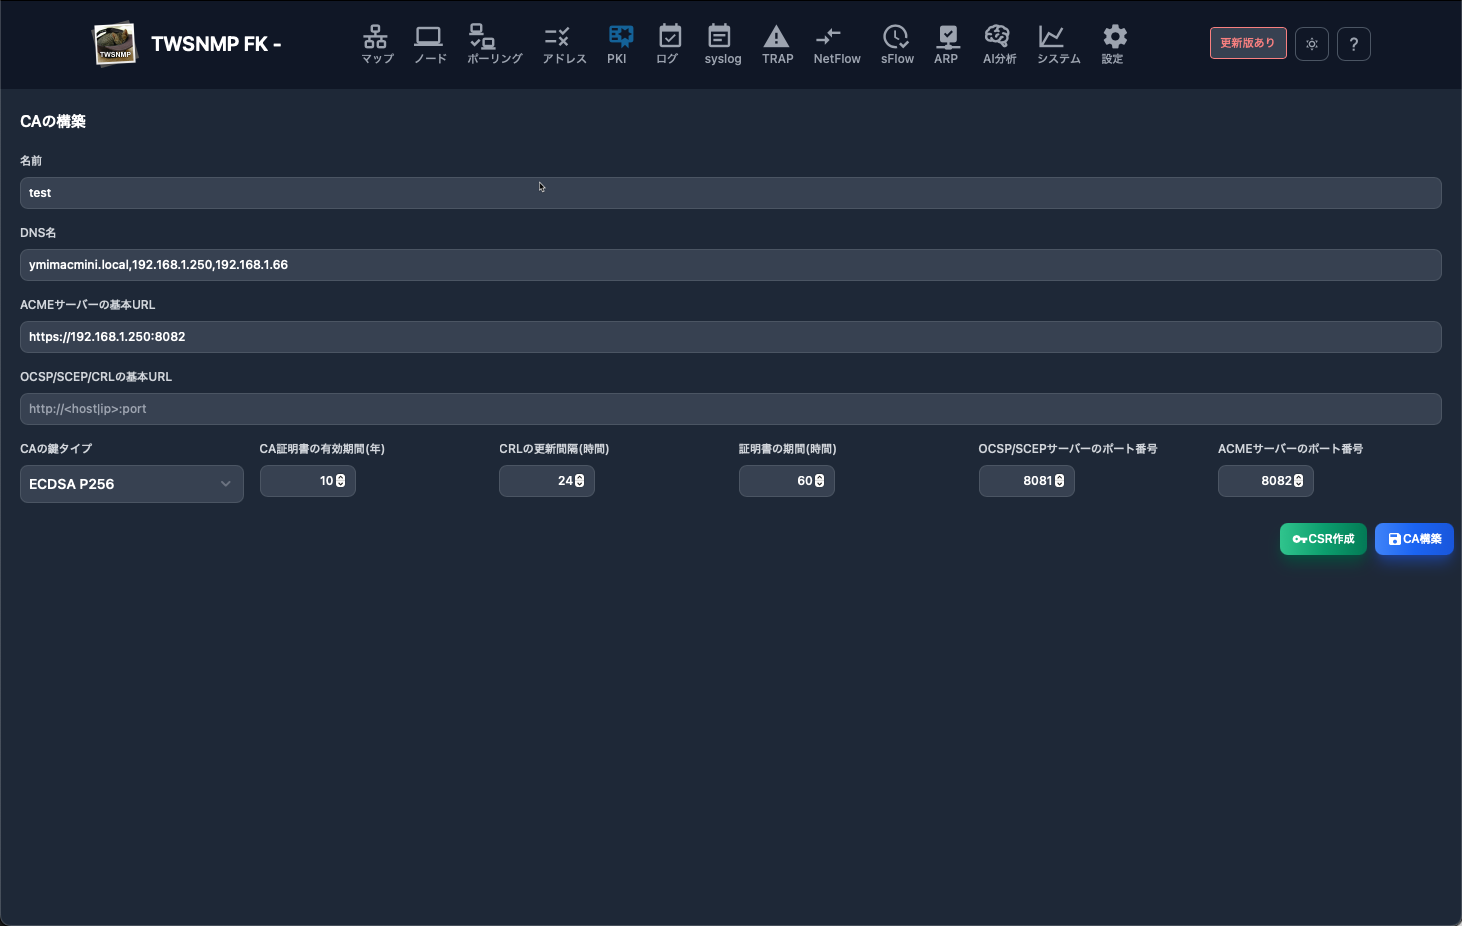 TWSNMP
TWSNMP FK -
マップ
ノード
ポーリング
アドレス
PKI
ログ
syslog
TRAP
NetFlow
sFlow
ARP
AI分析
システム
設定
更新版あり
?
CAの構築
名前
test
DNS名
ymimacmini.local,192.168.1.250,192.168.1.66
ACMEサーバーの基本URL
https://192.168.1.250:8082
OCSP/SCEP/CRLの基本URL
http://<host|ip>:port
CAの鍵タイプ
CA証明書の有効期間(年)
CRLの更新間隔(時間)
証明書の期間(時間)
OCSP/SCEPサーバーのポート番号
ACMEサーバーのポート番号
ECDSA P256
10
24
60
8081
8082
CSR作成
CA構築